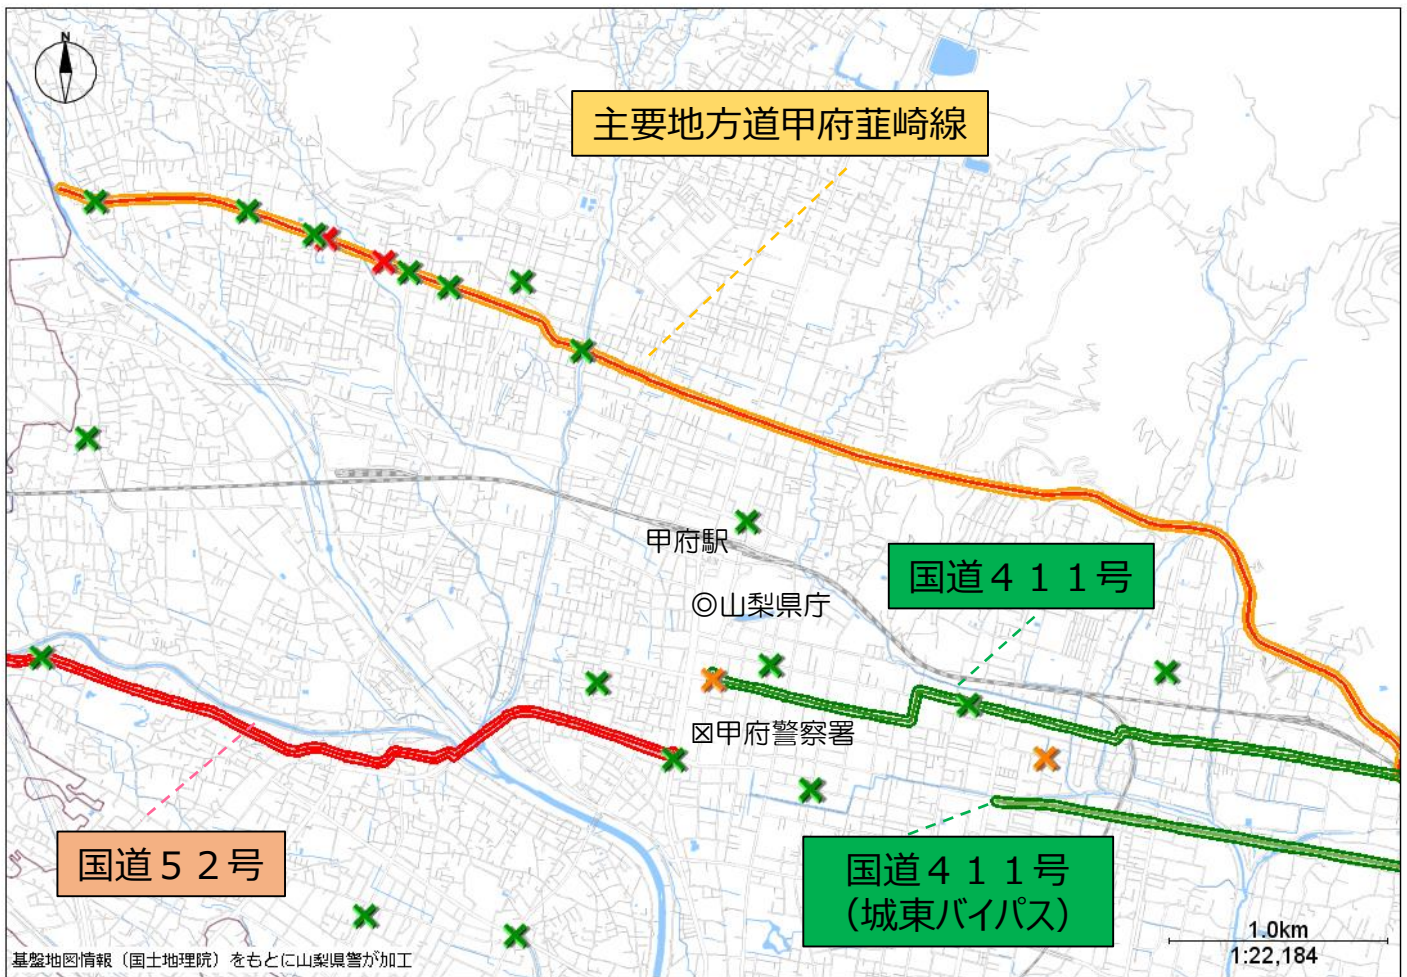 N
主要地方道甲府韮崎線
甲府駅
国道４１１号
◎山梨県庁
甲府警察署
国道５２号
国道４１１号
（城東バイパス）
1.0km
1:22,184
基盤地図情報（国土地理院）をもとに山梨県警が加工